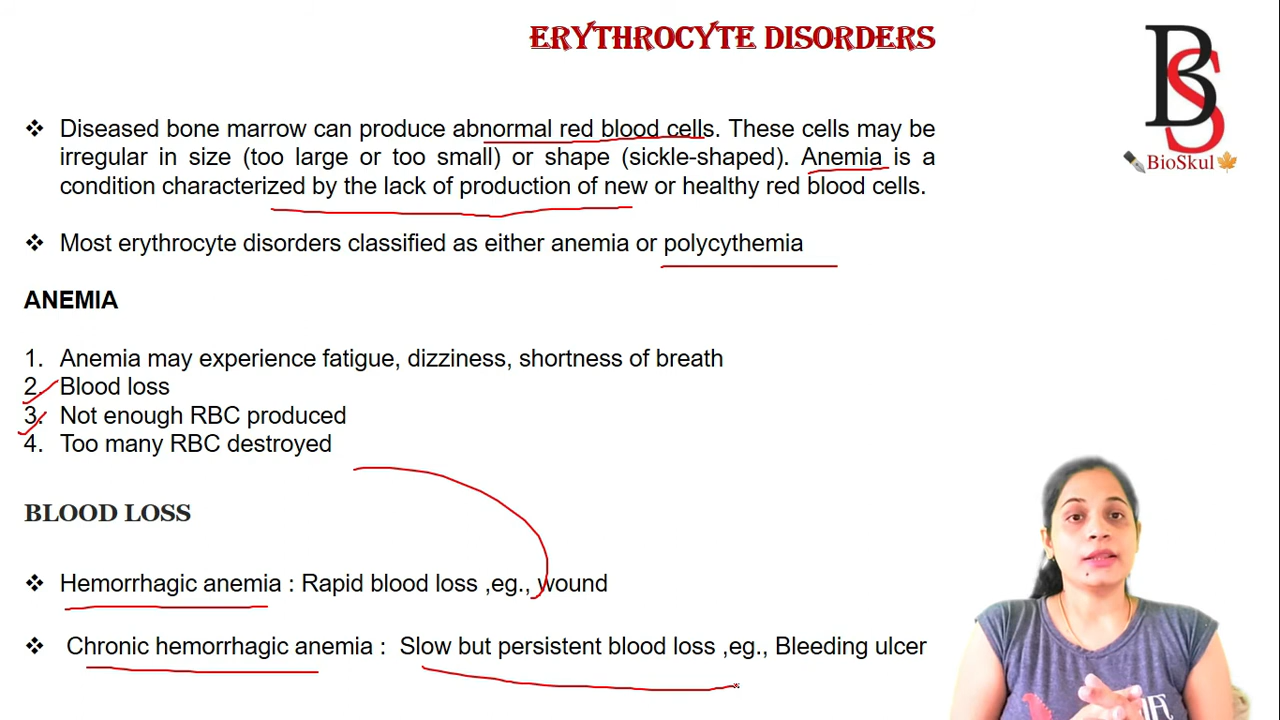 ERYTHROCYTE DISORDERS
❖ Diseased bone marrow can produce abnormal red blood cells. These cells may be
irregular in size (too large or too small) or shape (sickle-shaped). Anemia is a
condition characterized by the lack of production of new or healthy red blood cells.
BS
BioSkul
❖ Most erythrocyte disorders classified as either anemia or polycythemia
ANEMIA
1. Anemia may experience fatigue, dizziness, shortness of breath
2. Blood loss
3. Not enough RBC produced
4. Too many RBC destroyed
BLOOD LOSS
❖ Hemorrhagic anemia : Rapid blood loss ,eg., wound
❖ Chronic hemorrhagic anemia : Slow but persistent blood loss ,eg., Bleeding ulcer